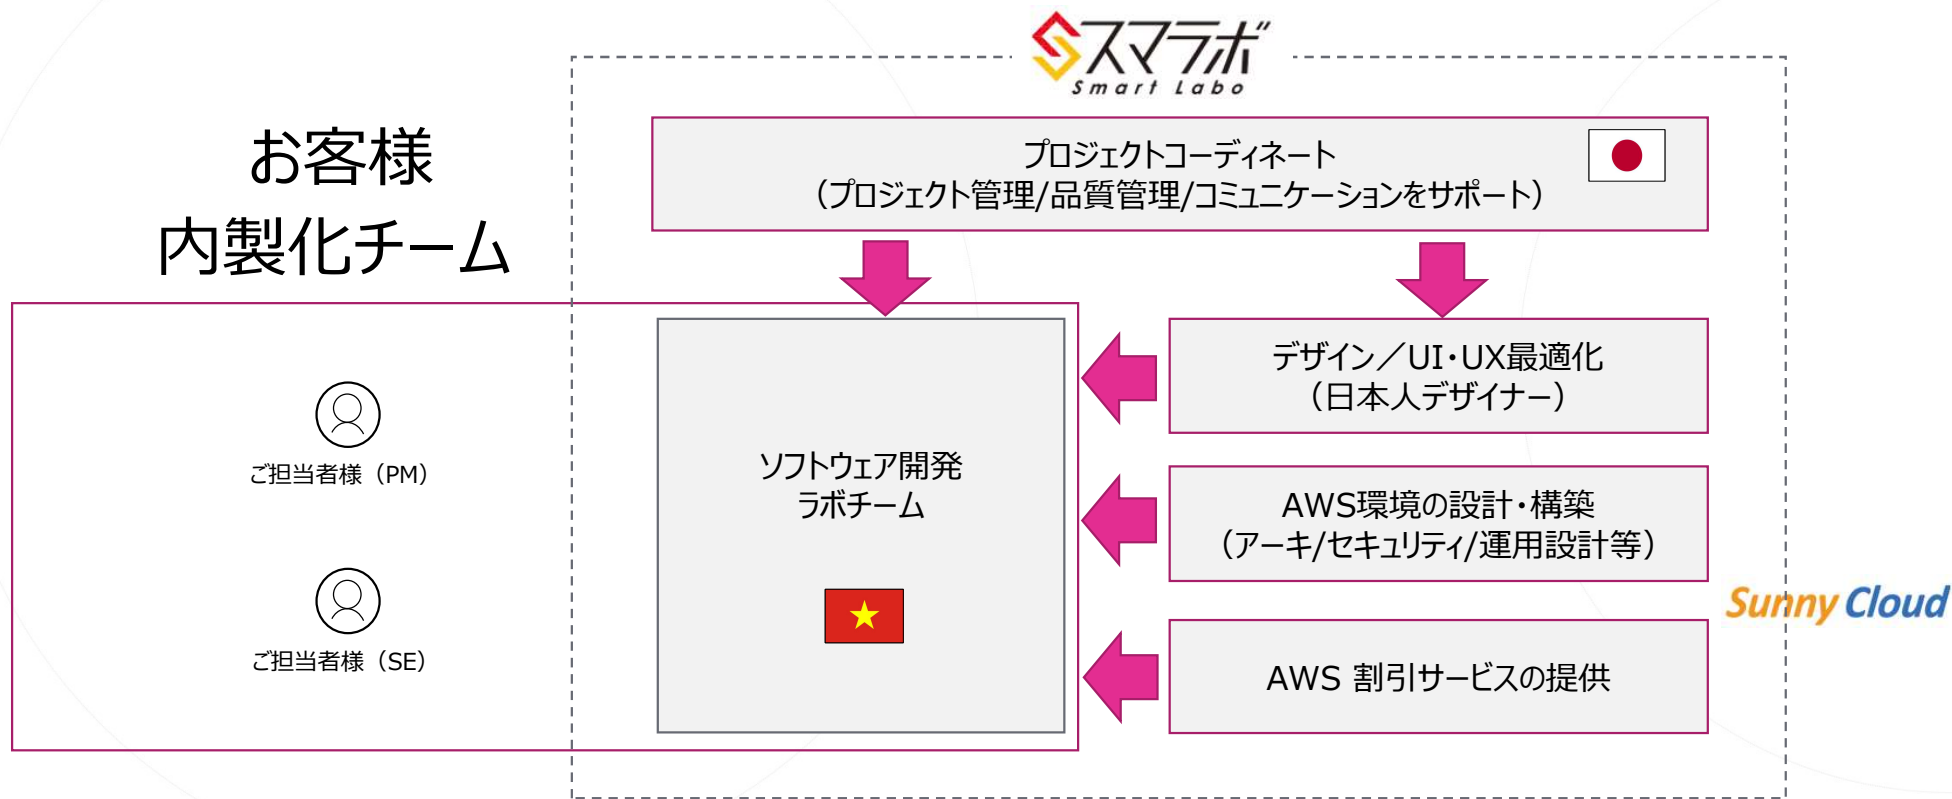 スマラボ
Smart Labo
お客様
内製化チーム
プロジェクトコーディネート
（プロジェクト管理/品質管理/コミュニケーションをサポート）
ご担当者様（PM）
ご担当者様（SE）
ソフトウェア開発
ラボチーム
デザイン／UI・UX最適化
（日本人デザイナー）
AWS環境の設計・構築
（アーキ/セキュリティ/運用設計等）
AWS 割引サービスの提供
Sunny Cloud